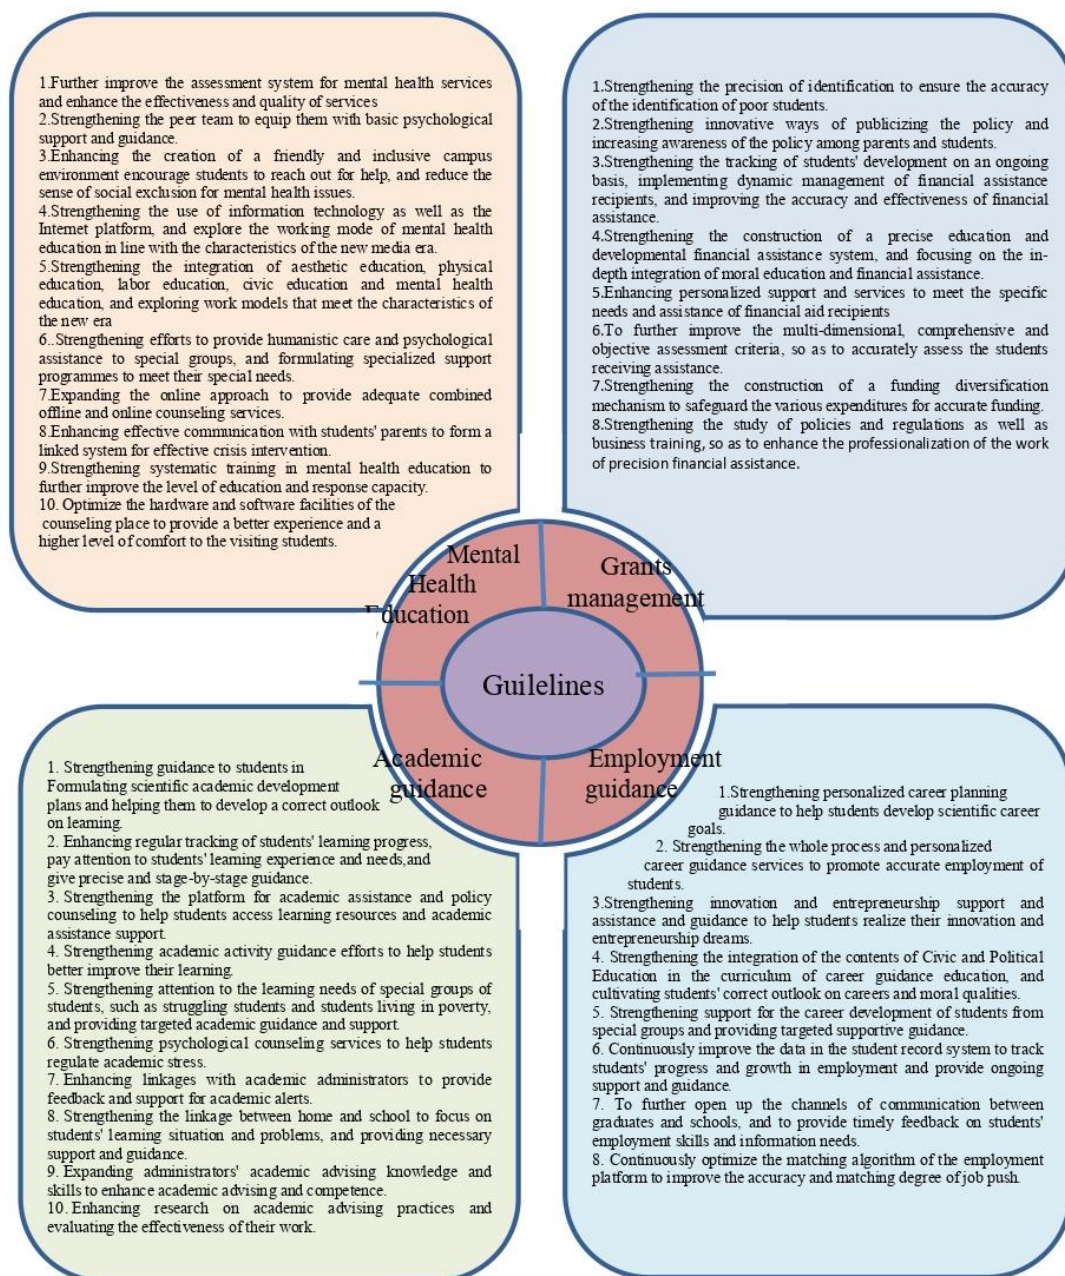 1.Further improve the assessment system for mental health services
and enhance the effectiveness and quality of services
2.Strengthening the peer team to equip them with basic psychological
support and guidance.
3.Enhancing the creation of a friendly and inclusive campus
environment encourage students to reach out for help, and reduce the
sense of social exclusion for mental health issues.
4.Strengthening the use of information technology as well as the
Internet platform, and explore the working mode of mental health
education in line with the characteristics of the new media era.
5.Strengthening the integration of aesthetic education, physical
education, labor education, civic education and mental health
education, and exploring work models that meet the characteristics of
the new era
6..Strengthening efforts to provide humanistic care and psychological
assistance to special groups, and formulating specialized support
programmes to meet their special needs.
7.Expanding the online approach to provide adequate combined
offline and online counseling services.
8.Enhancing effective communication with students' parents to form a
linked system for effective crisis intervention.
9.Strengthening systematic training in mental health education to
further improve the level of education and response capacity.
10. Optimize the hardware and software facilities of the
counseling place to provide a better experience and a
higher level of comfort to the visiting students.
1.Strengthening the precision of identification to ensure the accuracy
of the identification of poor students.
2.Strengthening innovative ways of publicizing the policy and
increasing awareness of the policy among parents and students.
3.Strengthening the tracking of students' development on an ongoing
basis, implementing dynamic management of financial assistance
recipients, and improving the accuracy and effectiveness of financial
assistance.
4.Strengthening the construction of a precise education and
developmental financial assistance system, and focusing on the in-
depth integration of moral education and financial assistance.
5.Enhancing personalized support and services to meet the specific
needs and assistance of financial aid recipients
6.To further improve the multi-dimensional, comprehensive and
objective assessment criteria, so as to accurately assess the students
receiving assistance.
7.Strengthening the construction of a funding diversification
mechanism to safeguard the various expenditures for accurate funding.
8.Strengthening the study of policies and regulations as well as
business training, so as to enhance the professionalization of the work
of precision financial assistance.
Mental
Health
Education
Grants
management
Guilelines
Academic
guidance
Employment
guidance
1. Strengthening guidance to students in
Formulating scientific academic development
plans and helping them to develop a correct outlook
on learning.
2. Enhancing regular tracking of students' learning progress,
pay attention to students' learning experience and needs,and
give precise and stage-by-stage guidance.
3. Strengthening the platform for academic assistance and policy
counseling to help students access learning resources and academic
assistance support.
4. Strengthening academic activity guidance efforts to help students
better improve their learning.
5. Strengthening attention to the learning needs of special groups of
students, such as struggling students and students living in poverty,
and providing targeted academic guidance and support.
6. Strengthening psychological counseling services to help students
regulate academic stress.
7. Enhancing linkages with academic administrators to provide
feedback and support for academic alerts.
8. Strengthening the linkage between home and school to focus on
students' learning situation and problems, and providing necessary
support and guidance.
9. Expanding administrators' academic advising knowledge and
skills to enhance academic advising and competence.
10. Enhancing research on academic advising practices and
evaluating the effectiveness of their work.
1.Strengthening personalized career planning
guidance to help students develop scientific career
goals.
2. Strengthening the whole process and personalized
career guidance services to promote accurate employment of
students.
3.Strengthening innovation and entrepreneurship support and
assistance and guidance to help students realize their innovation and
entrepreneurship dreams.
4. Strengthening the integration of the contents of Civic and Political
Education in the curriculum of career guidance education, and
cultivating students' correct outlook on careers and moral qualities.
5. Strengthening support for the career development of students from
special groups and providing targeted supportive guidance.
6. Continuously improve the data in the student record system to track
students' progress and growth in employment and provide ongoing
support and guidance.
7. To further open up the channels of communication between
graduates and schools, and to provide timely feedback on students'
employment skills and information needs.
8. Continuously optimize the matching algorithm of the employment
platform to improve the accuracy and matching degree of job push.